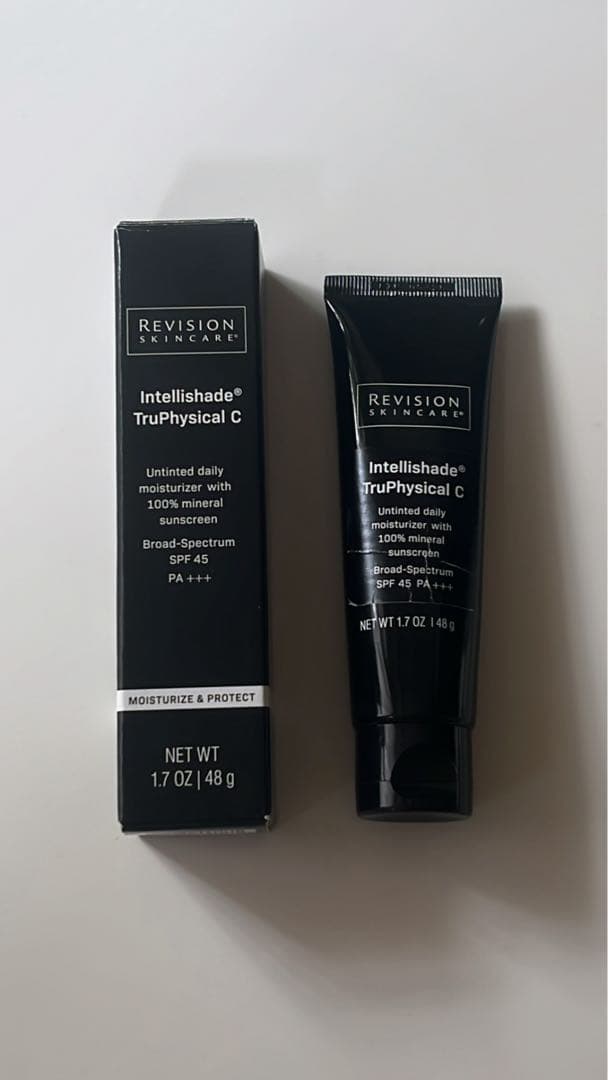 REVISION
SKINCARE®
Intellishade®
TruPhysical C
Untinted daily
moisturizer with
100% mineral
sunscreen
Broad-Spectrum
SPF 45
PA +++
MOISTURIZE & PROTECT
NET WT
1.7 OZ | 48 g
REVISION
SKINCARE®
Intellishade®
TruPhysical C
Untinted daily
moisturizer with
100% mineral
sunscreen
Broad-Spectrum
SPF 45 PA +++
NET WT 1.7 OZ | 48 g